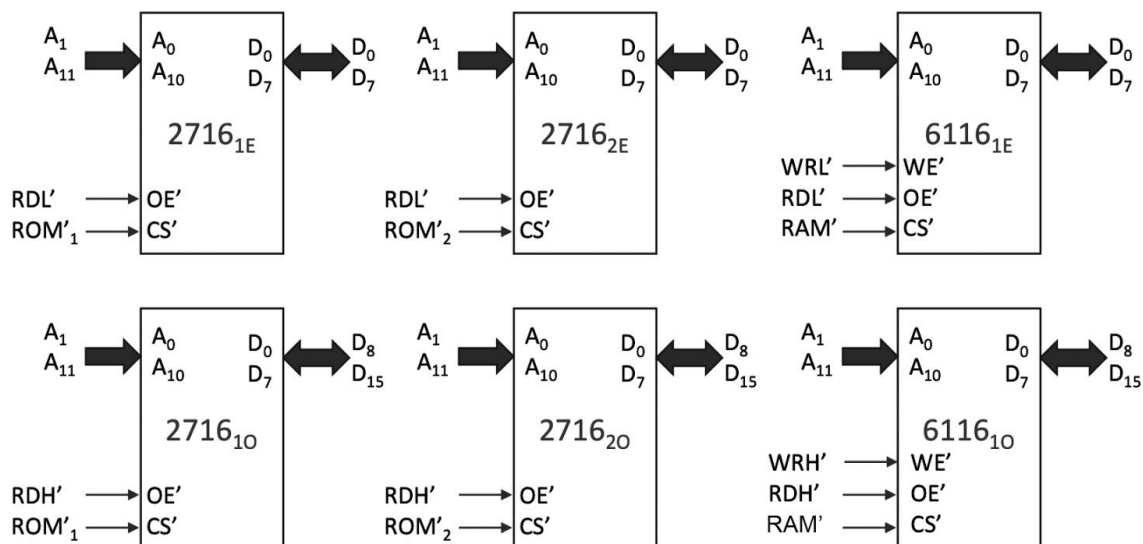 A₁ A₀ D₀ D₀
A₁₁ A₁₀ D₇ D₇
2716₁E
RDL’ OE’
ROM’₁ CS’
A₁ A₀ D₀ D₀
A₁₁ A₁₀ D₇ D₇
2716₂E
RDL’ OE’
ROM’₂ CS’
A₁ A₀ D₀ D₀
A₁₁ A₁₀ D₇ D₇
6116₁E
WRL’ WE’
RDL’ OE’
RAM’ CS’
A₁ A₀ D₀ D₈
A₁₁ A₁₀ D₇ D₁₅
2716₁O
RDH’ OE’
ROM’₁ CS’
A₁ A₀ D₀ D₈
A₁₁ A₁₀ D₇ D₁₅
2716₂O
RDH’ OE’
ROM’₂ CS’
A₁ A₀ D₀ D₈
A₁₁ A₁₀ D₇ D₁₅
6116₁O
WRH’ WE’
RDH’ OE’
RAM’ CS’